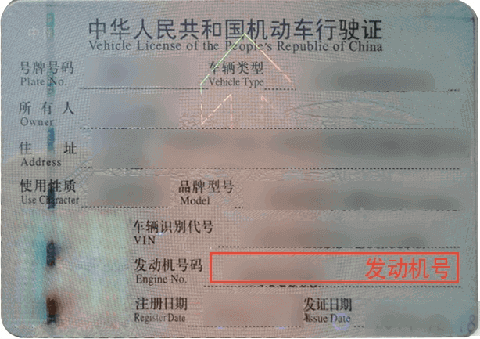 中华人民共和国机动车行驶证
Vehicle License of the People's Republic of China
号牌号码 车辆类型
Plate No. Vehicle Type
所有人
Owner
住址
Address
使用性质 品牌型号
Use Character Model
车辆识别代号
VIN
发动机号码 发动机号
Engine No.
注册日期 发证日期
Register Date Issue Date